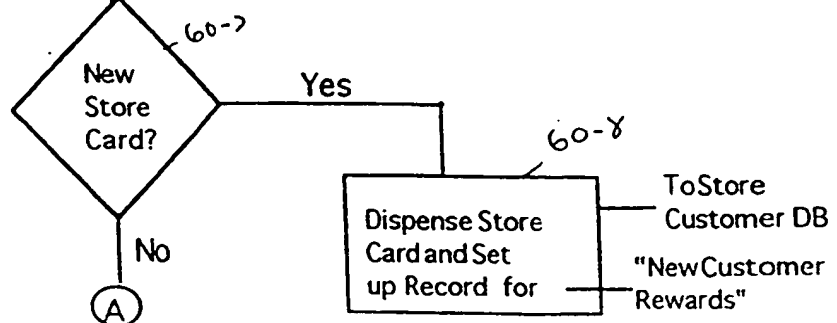 60-7
New
Store
Card?
Yes
No
A
60-8
Dispense Store
Card and Set
up Record for
To Store
Customer DB
"New Customer
Rewards"